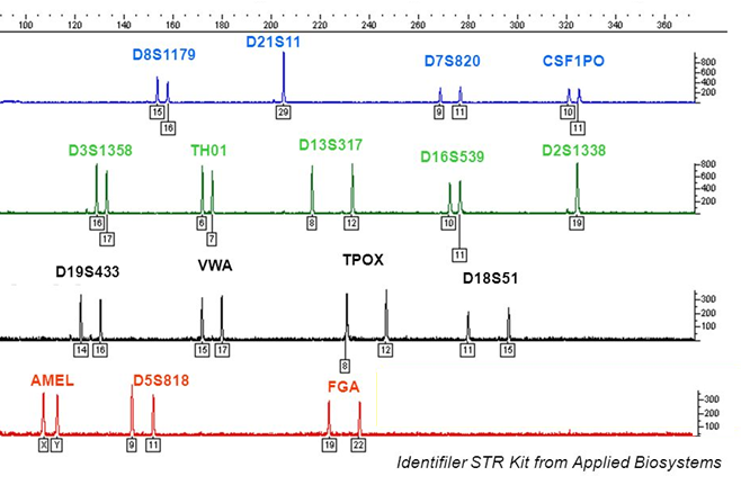 100 120 140 160 180 200 220 240 260 280 300 320 340 360
D8S1179 D21S11 D7S820 CSF1PO
800
600
400
200
15 16 29 9 11 10 11
D3S1358 TH01 D13S317 D16S539 D2S1338
800
600
400
200
16 17 6 7 8 12 10 11 19
D19S433 VWA TPOX D18S51
300
200
100
14 16 15 17 8 12 11 15
AMEL D5S818 FGA
300
200
100
X Y 9 11 19 22
Identifiler STR Kit from Applied Biosystems